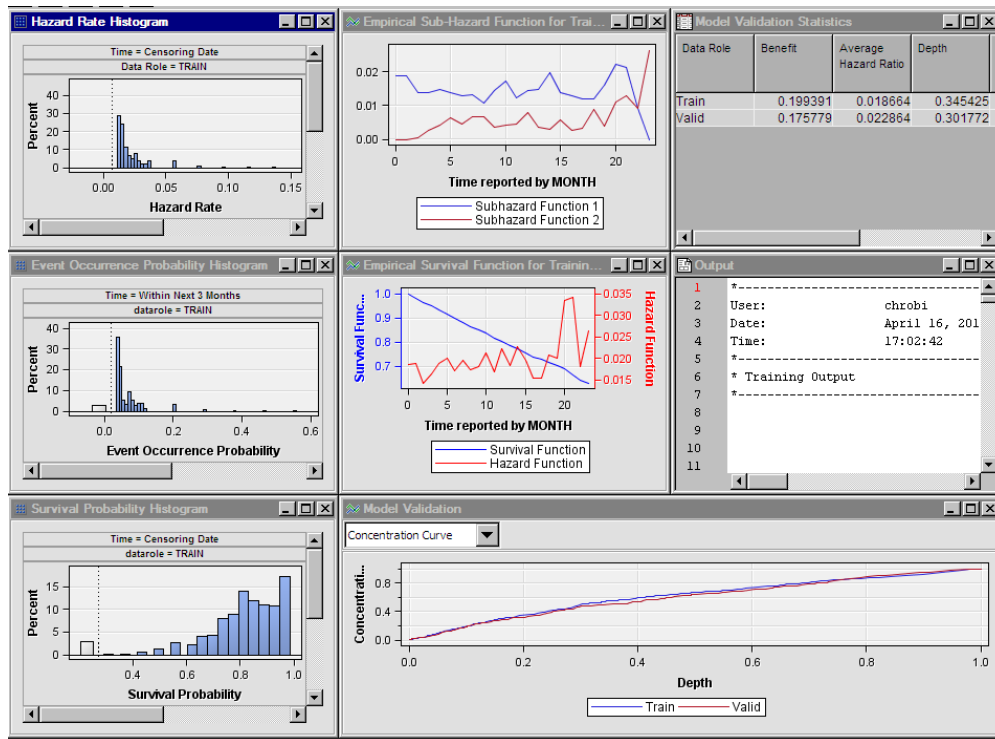 Hazard Rate Histogram
Time = Censoring Date
Data Role = TRAIN
Percent
40
30
20
10
0
0.00 0.05 0.10 0.15
Hazard Rate
Empirical Sub-Hazard Function for Trai...
0.02
0.01
0.00
0 5 10 15 20
Time reported by MONTH
Subhazard Function 1
Subhazard Function 2
Model Validation Statistics
Data Role Benefit Average Hazard Ratio Depth
Train 0.199391 0.018664 0.345425
Valid 0.175779 0.022864 0.301772
Event Occurrence Probability Histogram
Time = Within Next 3 Months
datarole = TRAIN
Percent
40
30
20
10
0
0.0 0.2 0.4 0.6
Event Occurrence Probability
Empirical Survival Function for Trainin...
Survival Func...
1.0
0.9
0.8
0.7
Hazard Function
0.035
0.030
0.025
0.020
0.015
0 5 10 15 20
Time reported by MONTH
Survival Function
Hazard Function
Output
1 *-----------------------------------
2 User: chrobi
3 Date: April 16, 201
4 Time: 17:02:42
5 *-----------------------------------
6 * Training Output
7 *-----------------------------------
8
9
10
11
Survival Probability Histogram
Time = Censoring Date
datarole = TRAIN
Percent
15
10
5
0
0.4 0.6 0.8 1.0
Survival Probability
Model Validation
Concentration Curve
Concentrati...
0.8
0.4
0.0
0.0 0.2 0.4 0.6 0.8 1.0
Depth
Train Valid